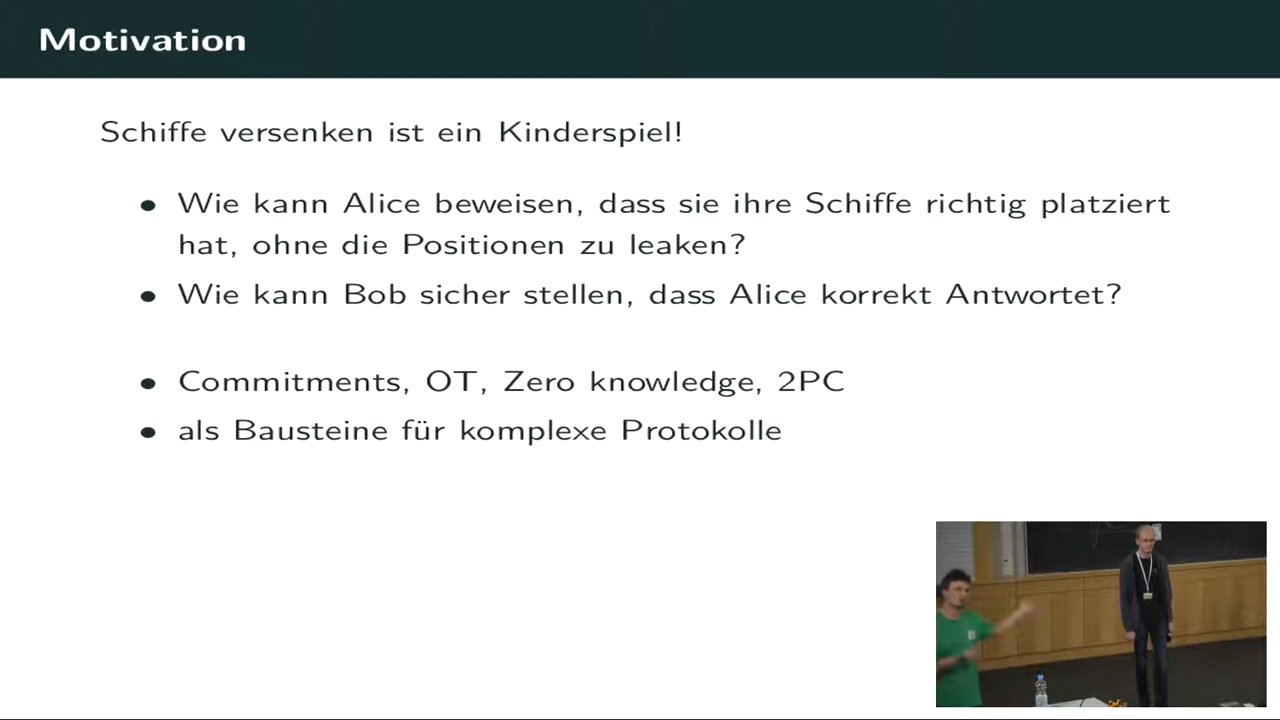 Motivation
Schiffe versenken ist ein Kinderspiel!
• Wie kann Alice beweisen, dass sie ihre Schiffe richtig platziert
hat, ohne die Positionen zu leaken?
• Wie kann Bob sicher stellen, dass Alice korrekt Antwortet?
• Commitments, OT, Zero knowledge, 2PC
• als Bausteine für komplexe Protokolle